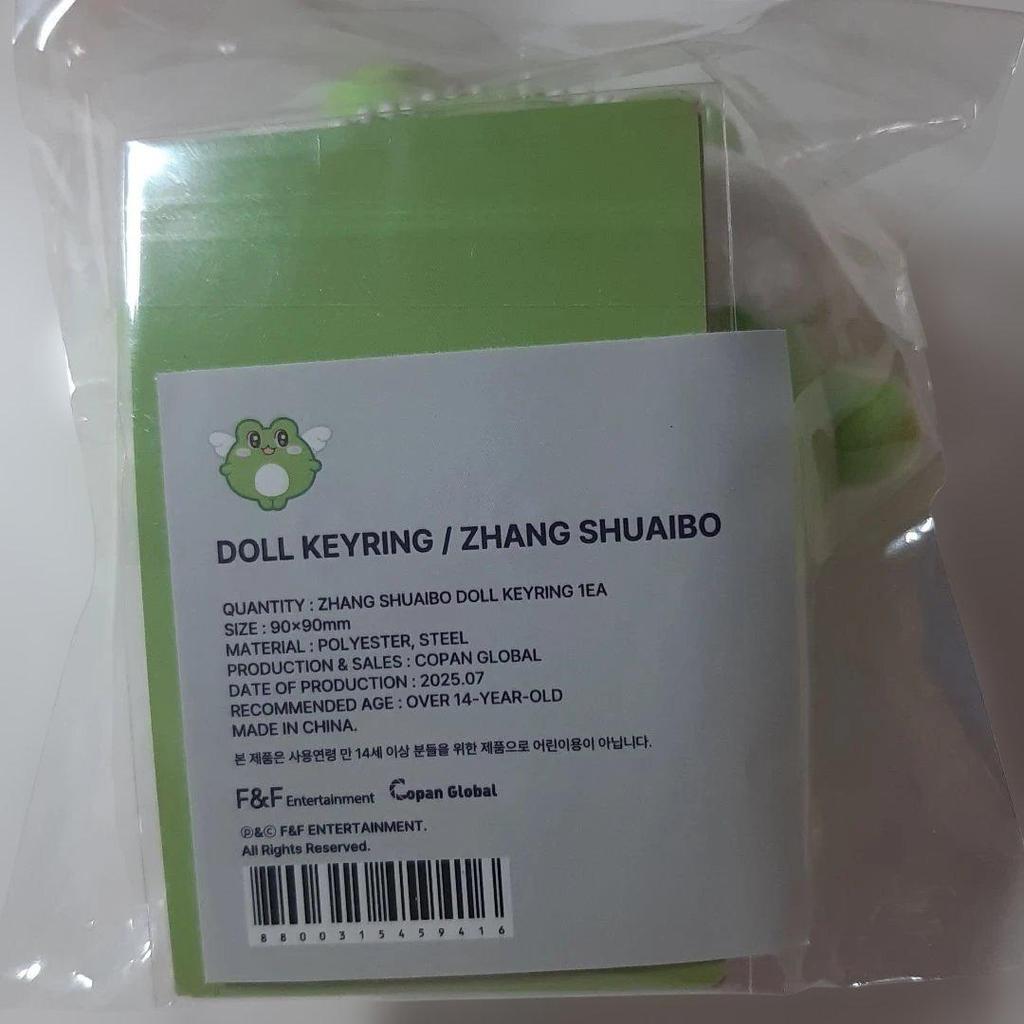 DOLL KEYRING / ZHANG SHUAIBO
QUANTITY : ZHANG SHUAIBO DOLL KEYRING 1EA
SIZE : 90×90mm
MATERIAL : POLYESTER, STEEL
PRODUCTION & SALES : COPAN GLOBAL
DATE OF PRODUCTION : 2025.07
RECOMMENDED AGE : OVER 14-YEAR-OLD
MADE IN CHINA.
본 제품은 사용연령 만 14세 이상 분들을 위한 제품으로 어린이용이 아닙니다.
F&F Entertainment Copan Global
Ⓟ&Ⓒ F&F ENTERTAINMENT.
All Rights Reserved.
8800315459416